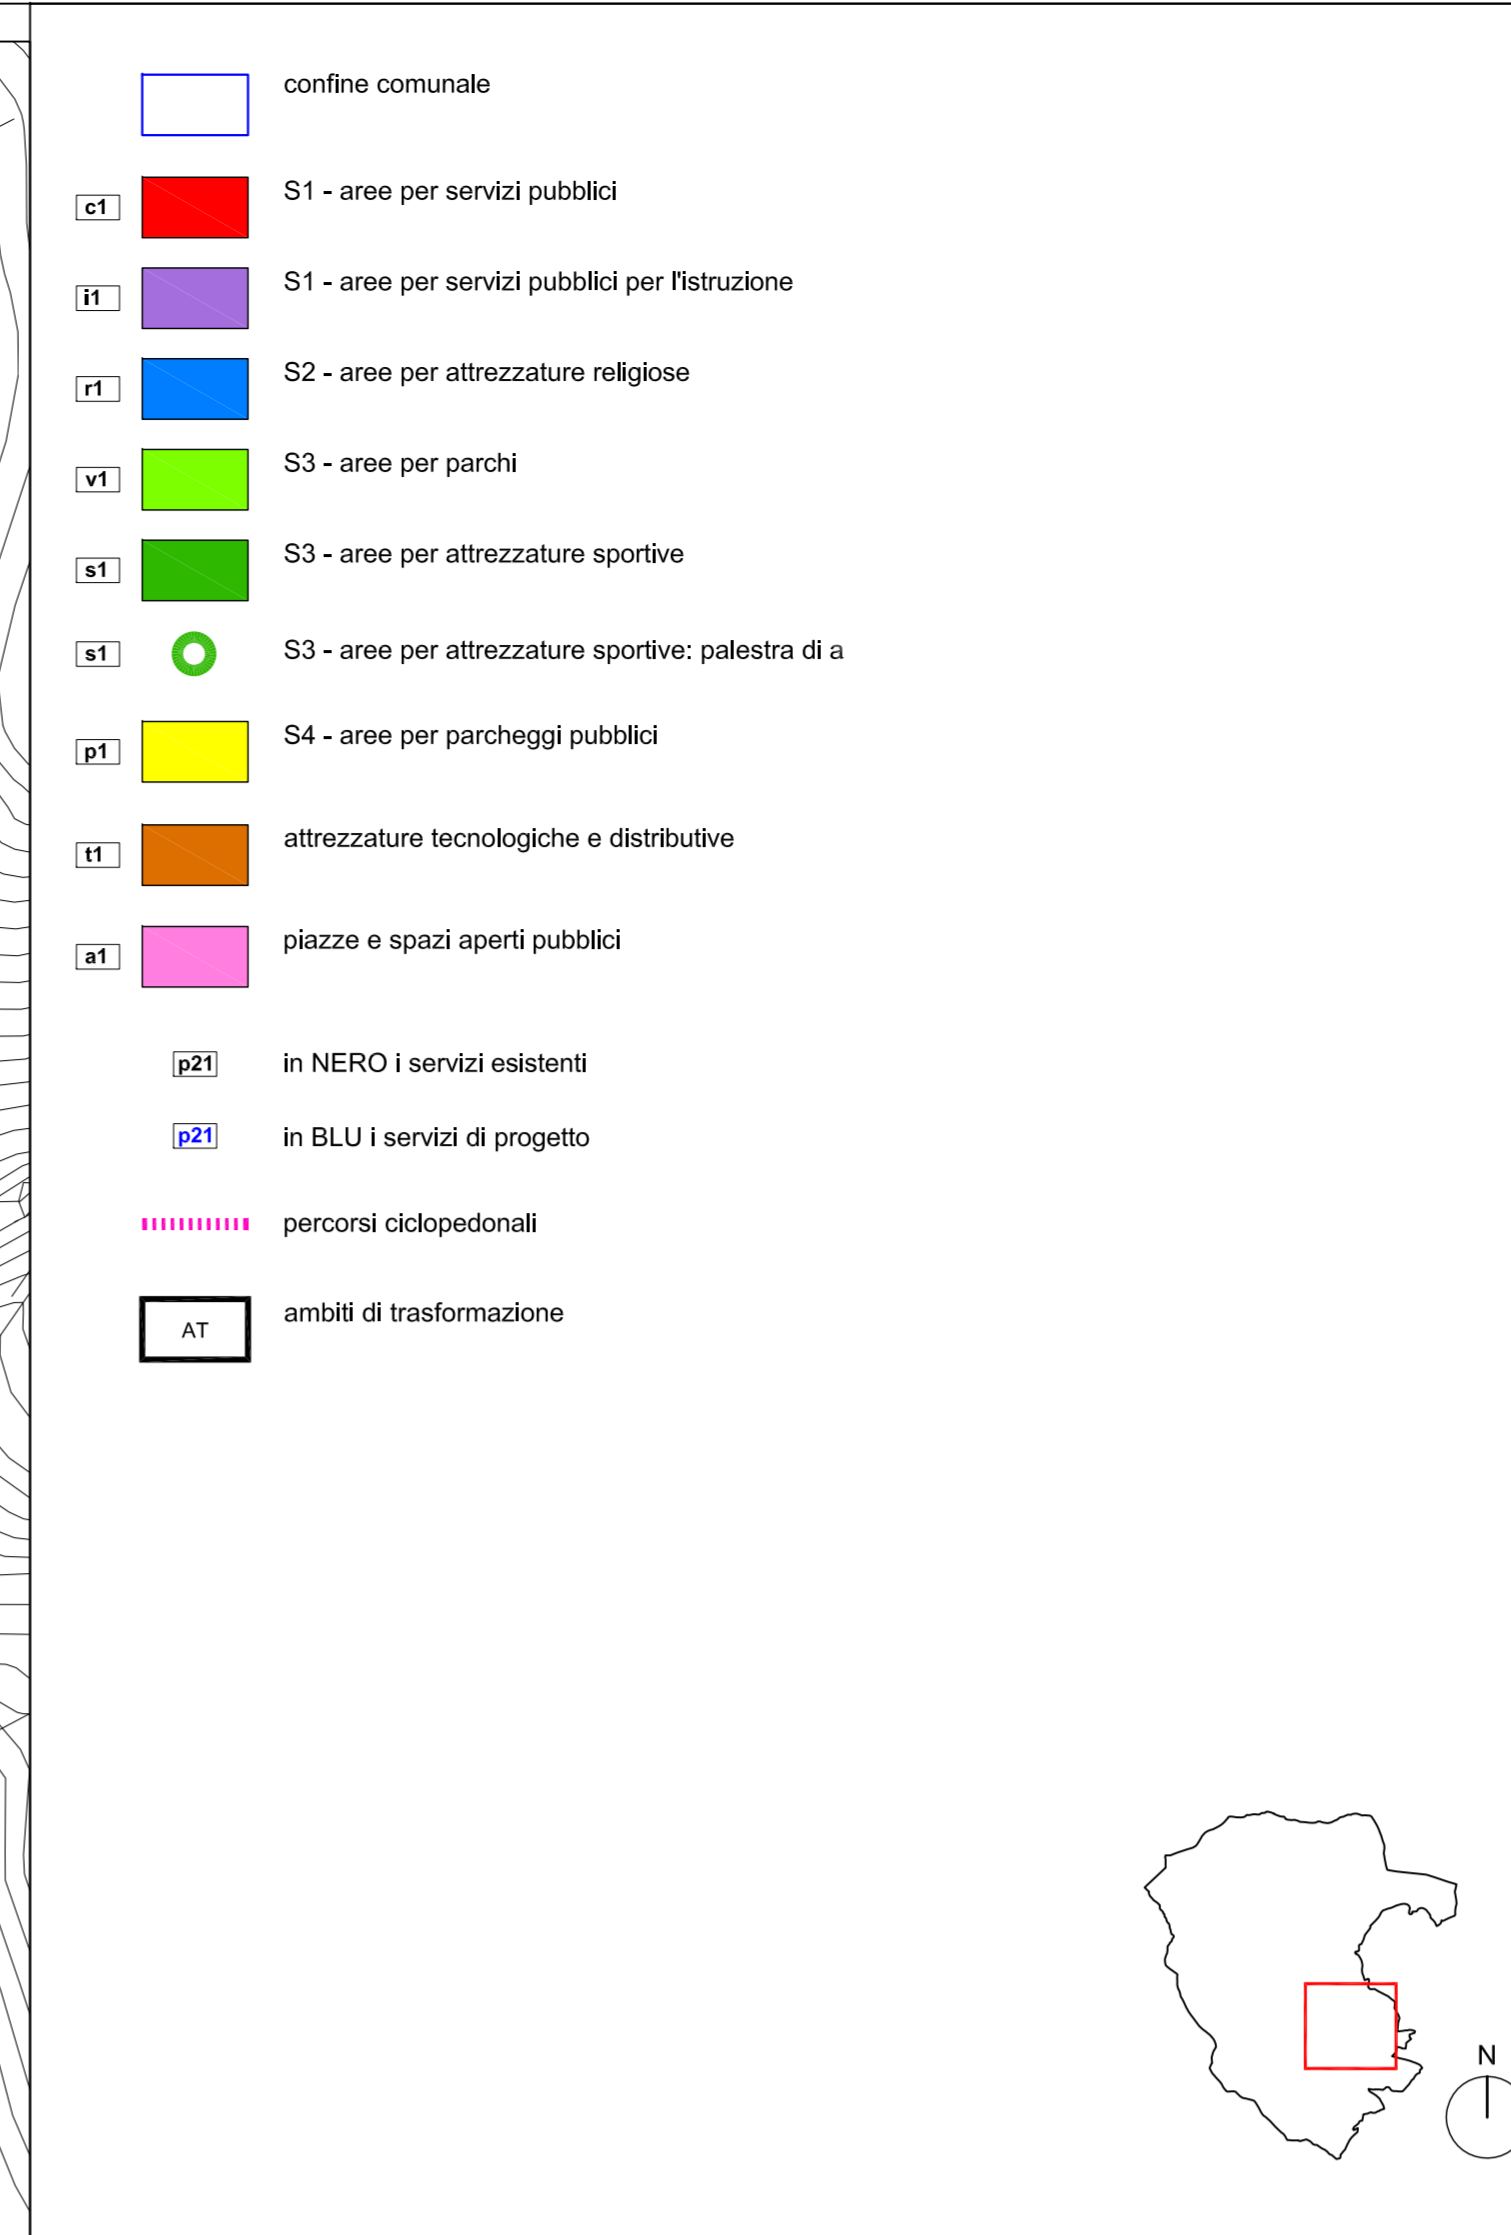 confine comunale
c1 S1 - aree per servizi pubblici
i1 S1 - aree per servizi pubblici per l'istruzione
r1 S2 - aree per attrezzature religiose
v1 S3 - aree per parchi
s1 S3 - aree per attrezzature sportive
s1 S3 - aree per attrezzature sportive: palestra di a
p1 S4 - aree per parcheggi pubblici
t1 attrezzature tecnologiche e distributive
a1 piazze e spazi aperti pubblici
p21 in NERO i servizi esistenti
p21 in BLU i servizi di progetto
percorsi ciclopedonali
AT ambiti di trasformazione
N